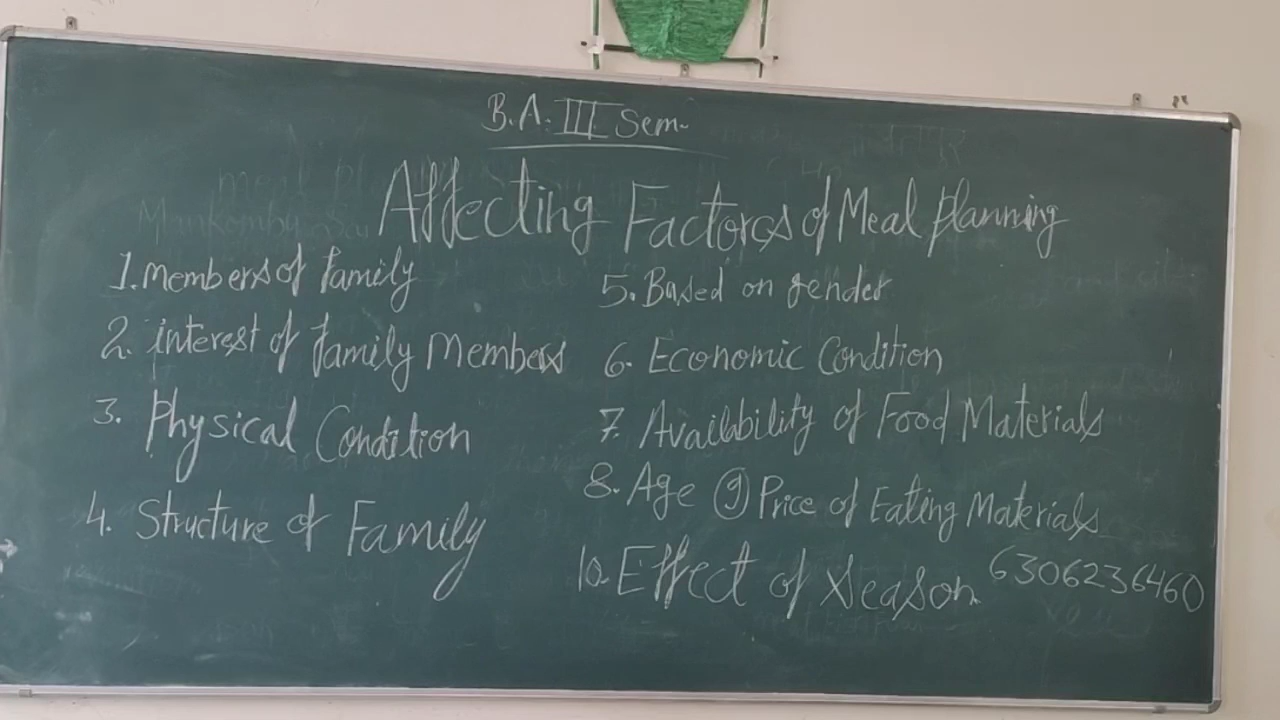 B.A. III Sem.
Affecting Factorcs of Meal planning
1. Members of family
2. interest of family Members
3. Physical Condition
4. Structure of Family
5. Based on gender
6. Economic Condition
7. Availability of Food Materials
8. Age 9 Price of Eating Materials
10. Effect of Season
6306236460